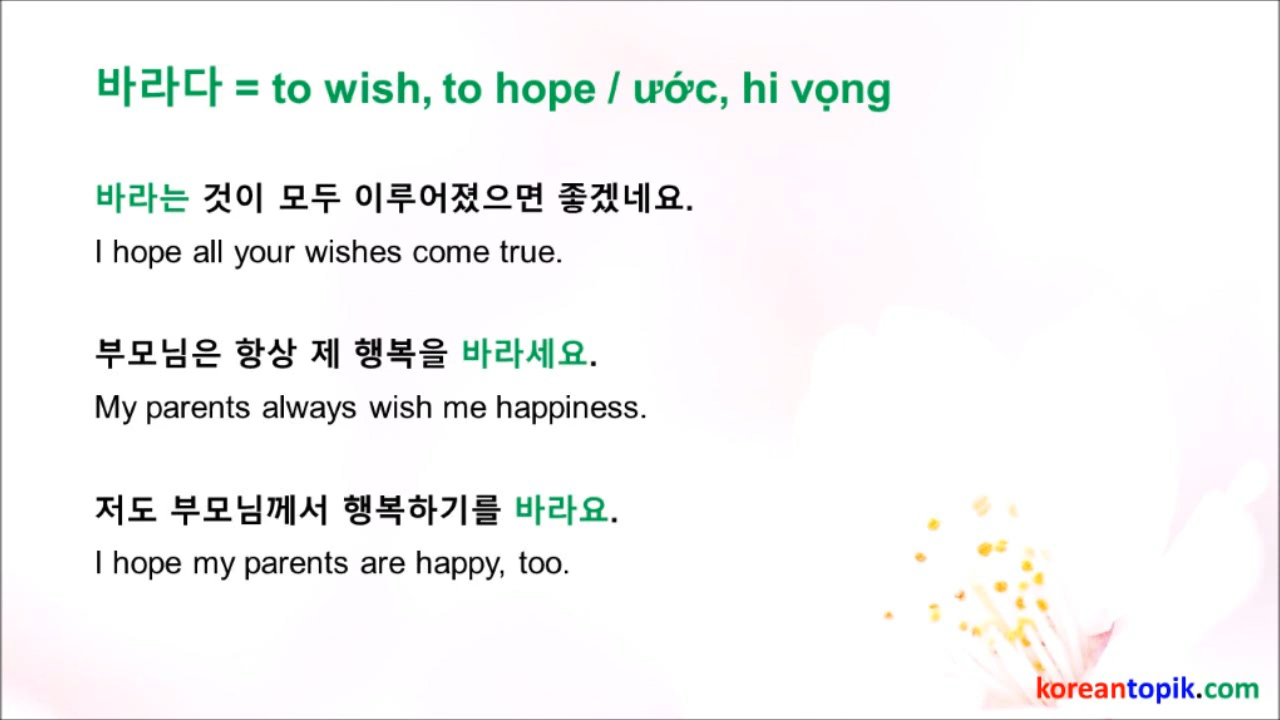 바라다 = to wish, to hope / ước, hi vọng
바라는 것이 모두 이루어졌으면 좋겠네요.
I hope all your wishes come true.
부모님은 항상 제 행복을 바라세요.
My parents always wish me happiness.
저도 부모님께서 행복하기를 바라요.
I hope my parents are happy, too.
koreantopik.com